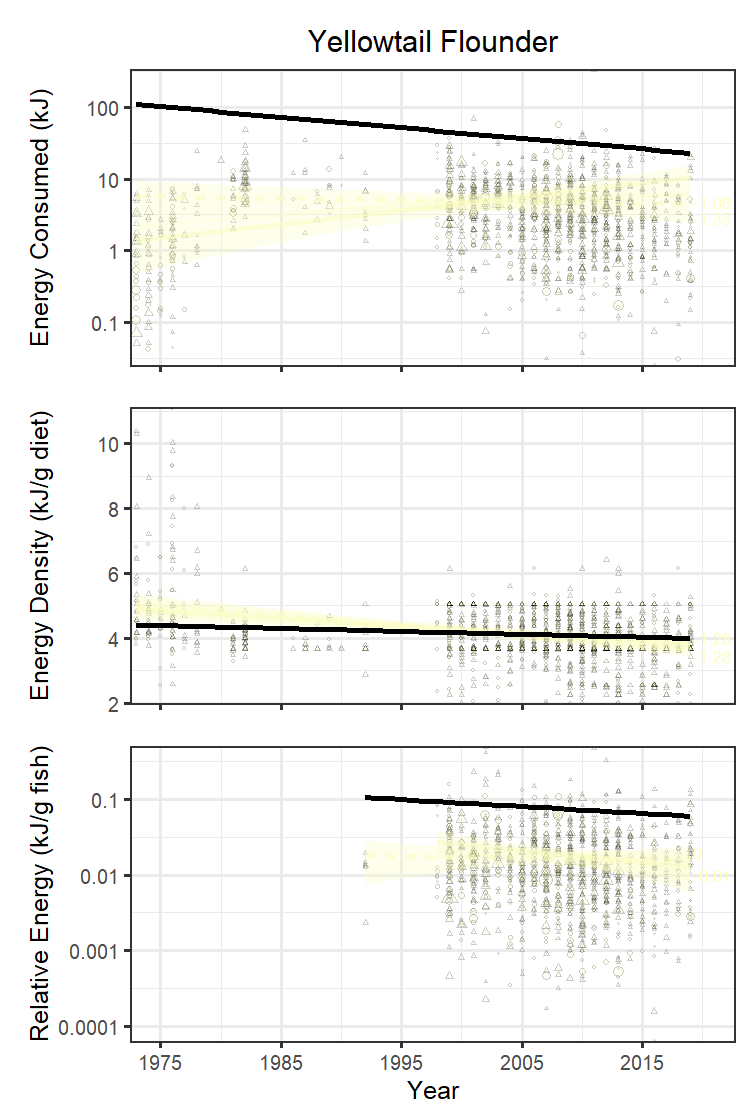 Yellowtail Flounder
Energy Consumed (kJ)
100
10
1
0.1
Energy Density (kJ/g diet)
10
8
6
4
2
Relative Energy (kJ/g fish)
0.1
0.01
0.001
0.0001
1975 1985 1995 2005 2015
Year